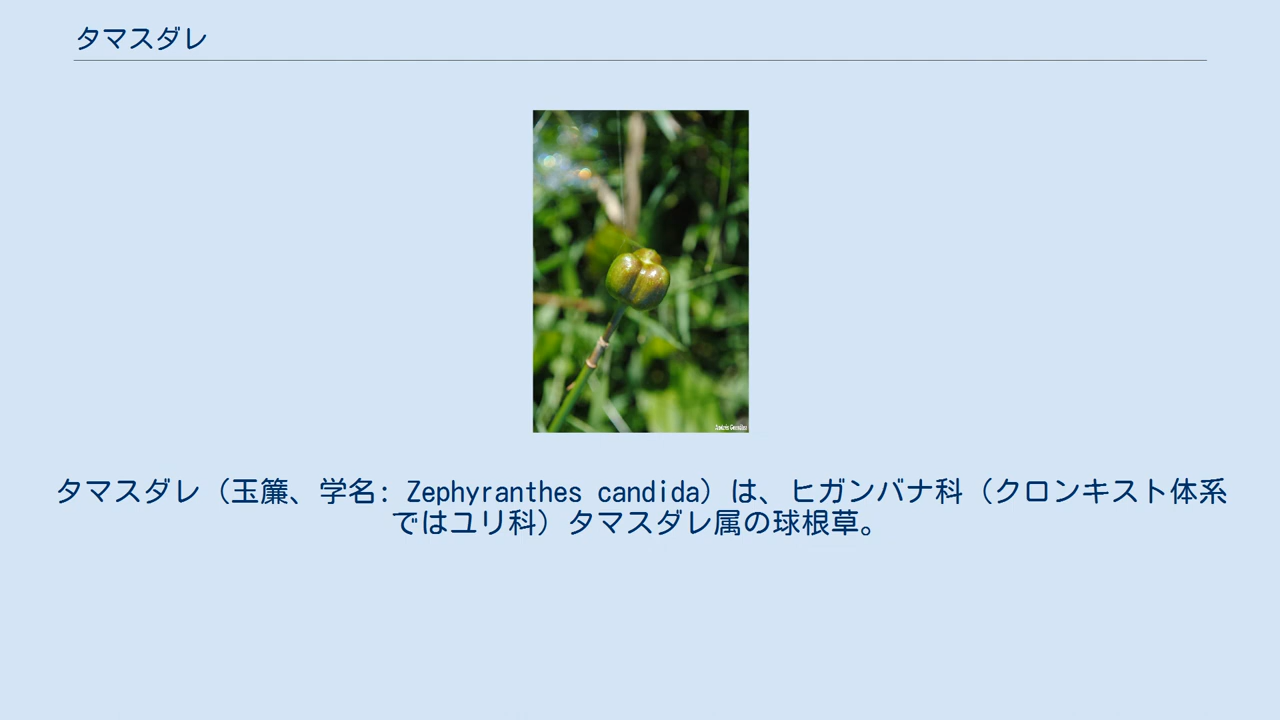 タマスダレ
タマスダレ（玉簾、学名: Zephyranthes candida）は、ヒガンバナ科（クロンキスト体系
ではユリ科）タマスダレ属の球根草。